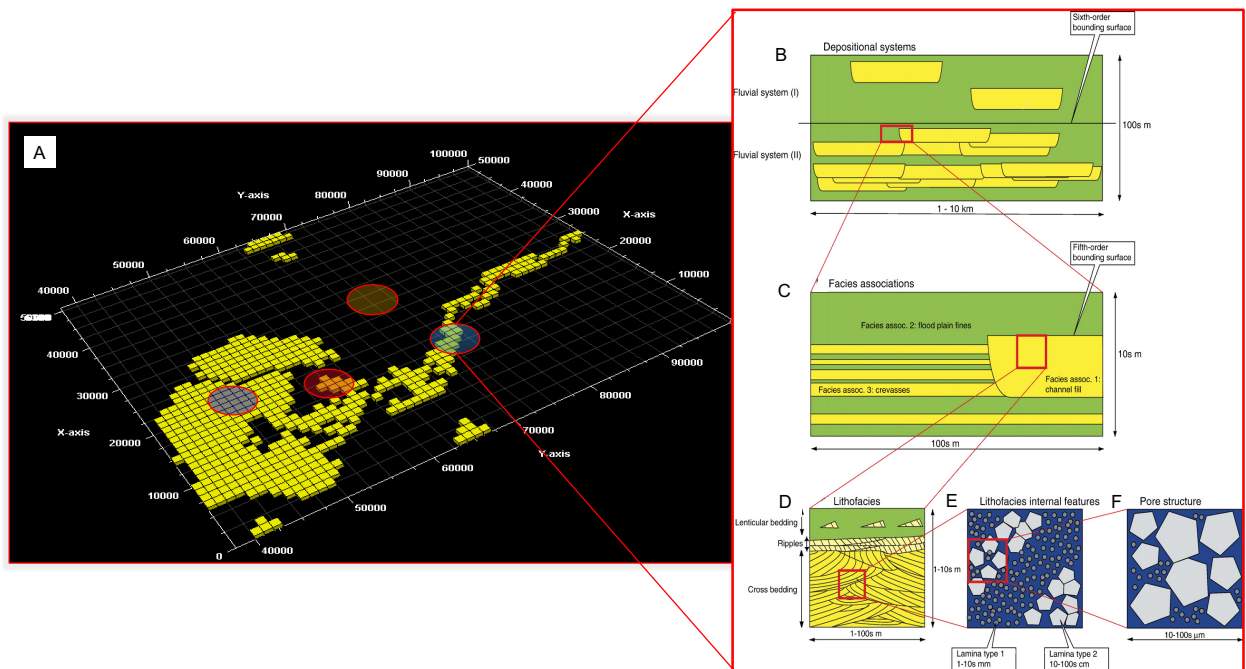 A
100000
50000
90000
40000
Y-axis
80000
30000
X-axis
70000
20000
60000
10000
50000
40000
40000
90000
30000
80000
X-axis
20000
70000
Y-axis
60000
10000
50000
0
40000
Sixth-order
bounding surface
B
Depositional systems
Fluvial system (I)
100s m
Fluvial system (II)
1 - 10 km
Fifth-order
bounding surface
C
Facies associations
Facies assoc. 2: flood plain fines
10s m
Facies assoc. 1:
channel fill
Facies assoc. 3: crevasses
100s m
D
Lithofacies
Lenticular bedding
Ripples
Cross bedding
1-10s m
1-100s m
E
Lithofacies internal features
Lamina type 1
1-10s mm
Lamina type 2
10-100s cm
F
Pore structure
10-100s μm